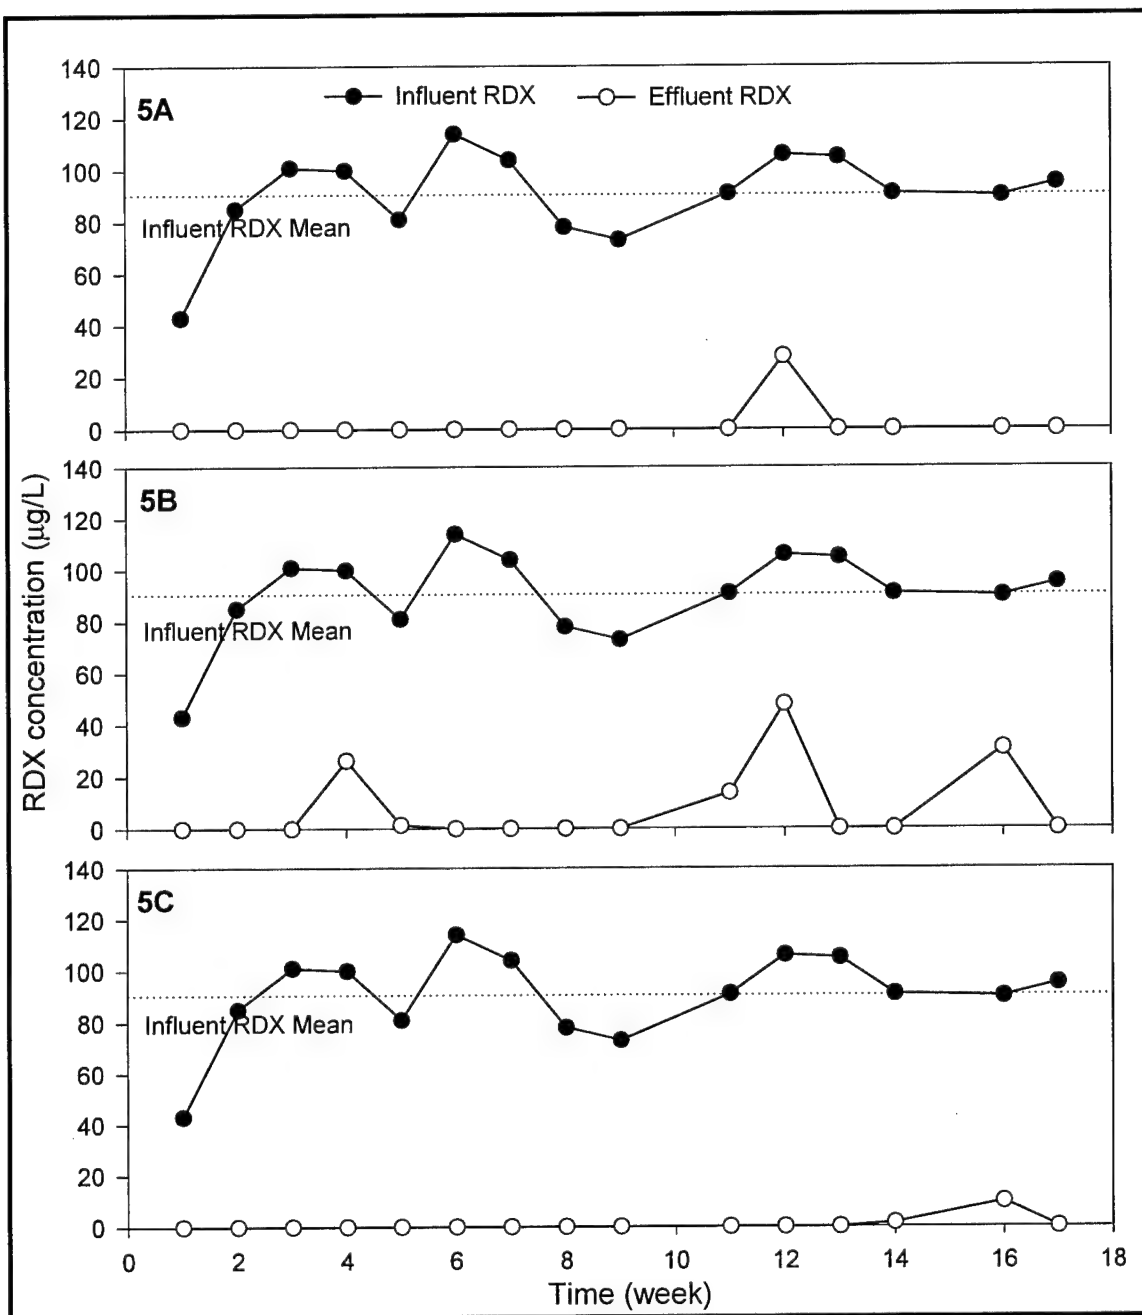 140
120
100
80
60
40
20
0
5A
Influent RDX
Effluent RDX
Influent RDX Mean
140
120
100
80
60
40
20
0
5B
Influent RDX Mean
RDX concentration (µg/L)
140
120
100
80
60
40
20
0
5C
Influent RDX Mean
0 2 4 6 8 10 12 14 16 18
Time (week)